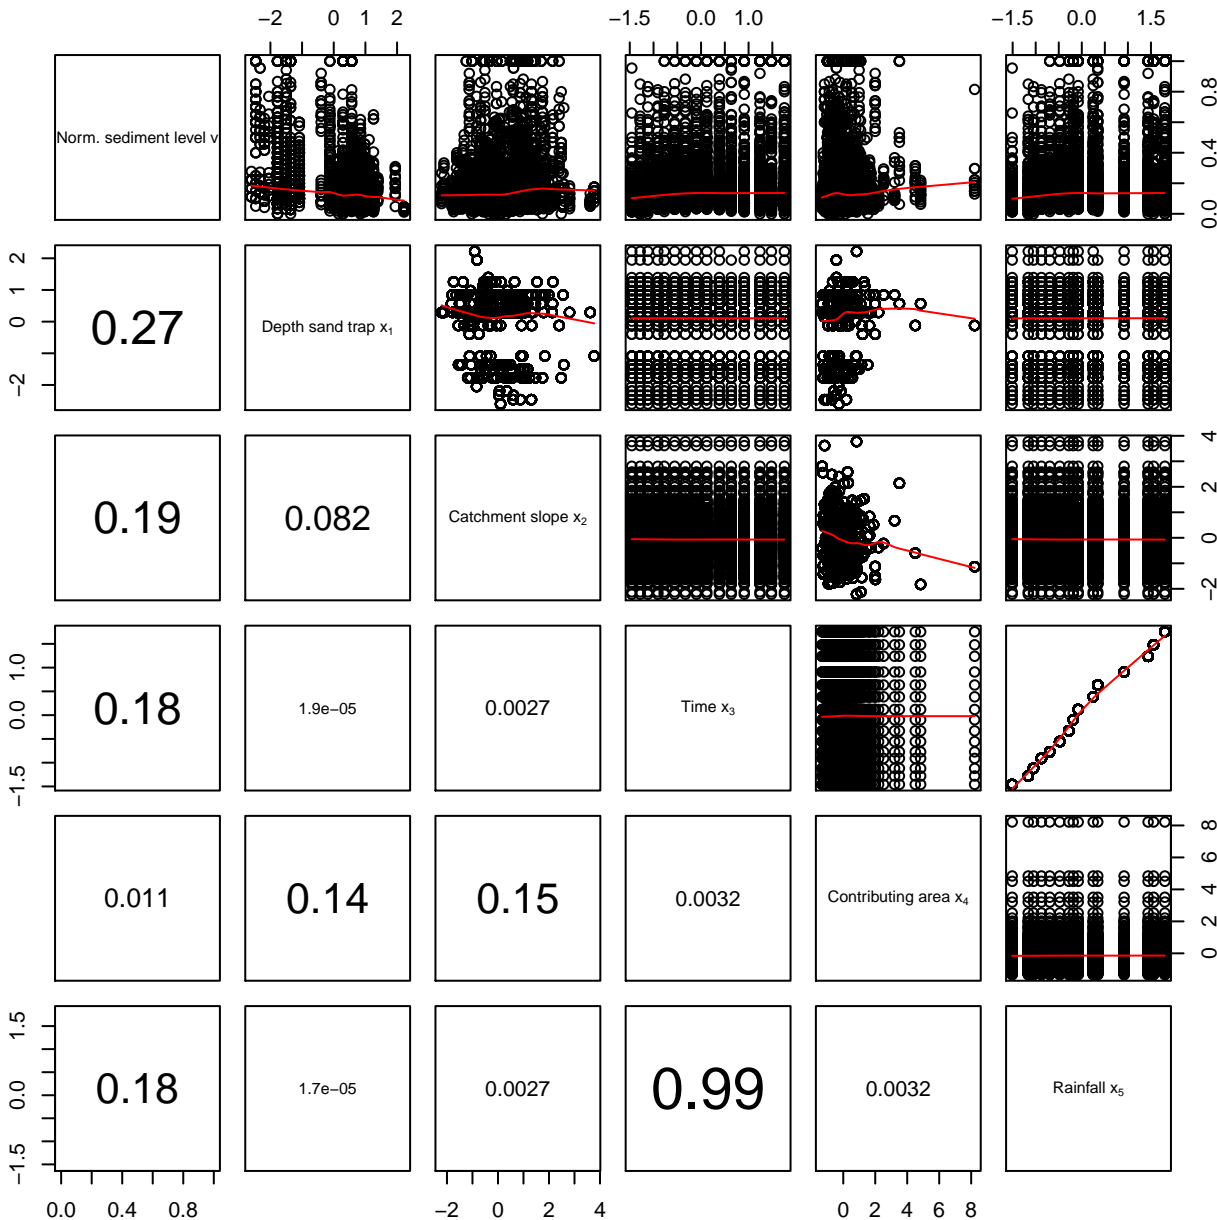 −2 0 1 2 −1.5 0.0 1.0 −1.5 0.0 1.5
Norm. sediment level v
0.0 0.4 0.8
−2 0 1 2
0.27
Depth sand trap x₁
0.19
0.082
Catchment slope x₂
−2 0 2 4
−1.5 0.0 1.0
0.18
1.9e−05
0.0027
Time x₃
0.011
0.14
0.15
0.0032
Contributing area x₄
0 2 4 6 8
−1.5 0.0 1.5
0.18
1.7e−05
0.0027
0.99
0.0032
Rainfall x₅
0.0 0.4 0.8 −2 0 2 4 0 2 4 6 8